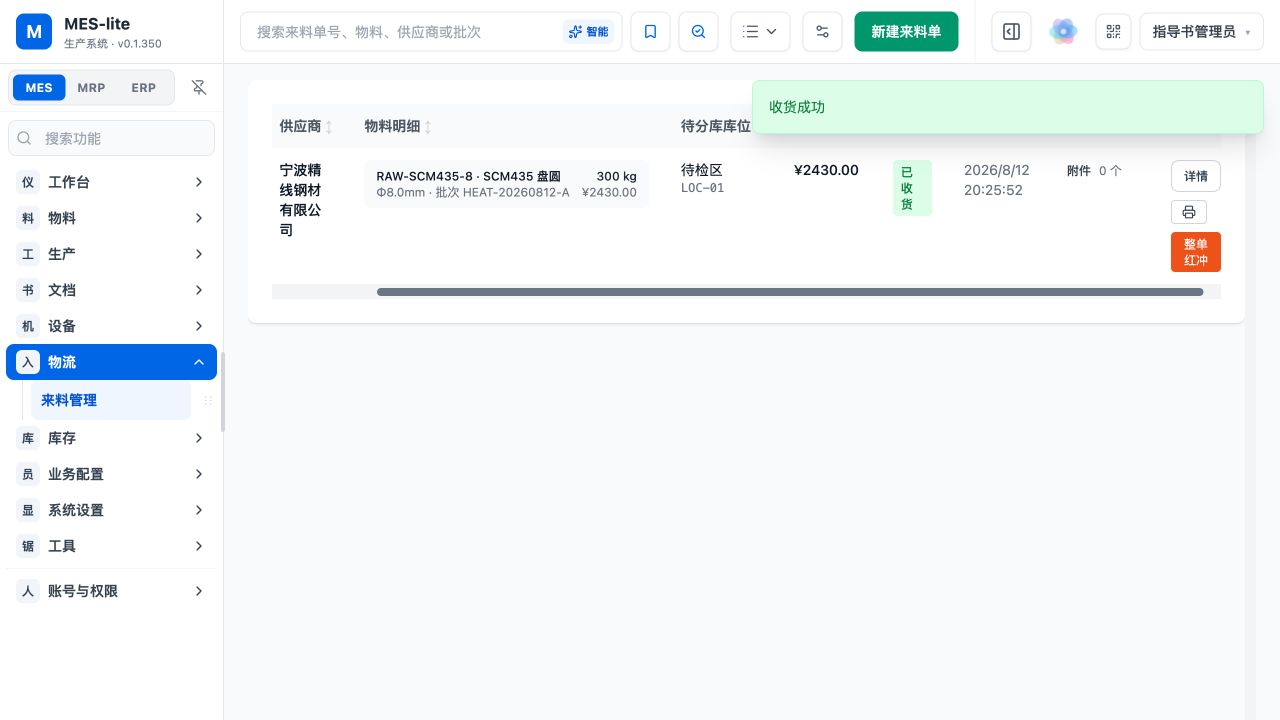 M
MES-lite
生产系统 · v0.1.350
搜索来料单号、物料、供应商或批次
智能
新建来料单
指导书管理员
MES
MRP
ERP
搜索功能
仪 工作台
料 物料
工 生产
书 文档
机 设备
入 物流
来料管理
库 库存
员 业务配置
显 系统设置
锯 工具
人 账号与权限
收货成功
供应商
物料明细
待分库库位
宁波精
线钢材
有限公
司
RAW-SCM435-8 · SCM435 盘圆
300 kg
Φ8.0mm · 批次 HEAT-20260812-A
¥2430.00
待检区
LOC-01
¥2430.00
已
收
货
2026/8/12
20:25:52
附件 0 个
详情
整单
红冲